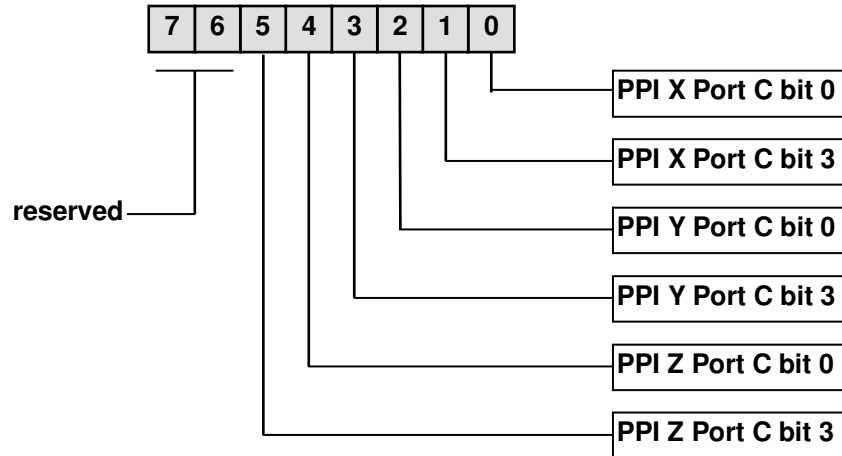 7 6 5 4 3 2 1 0
PPI X Port C bit 0
PPI X Port C bit 3
reserved
PPI Y Port C bit 0
PPI Y Port C bit 3
PPI Z Port C bit 0
PPI Z Port C bit 3